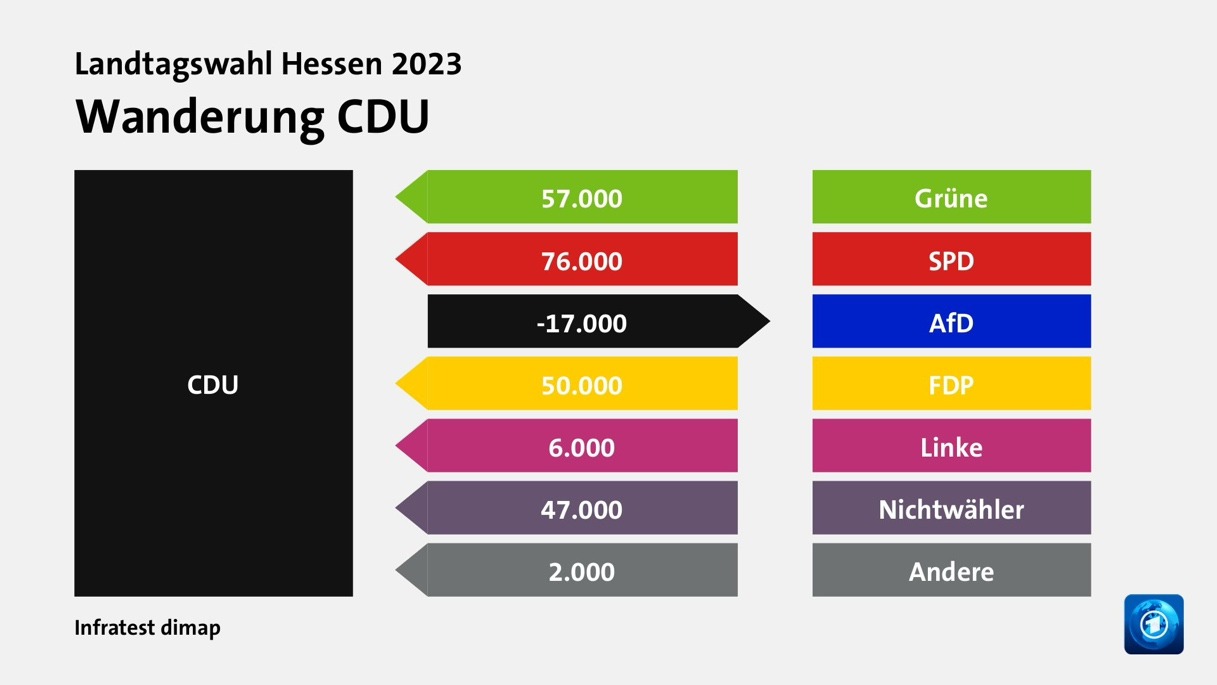 Landtagswahl Hessen 2023
Wanderung CDU
CDU
57.000 Grüne
76.000 SPD
-17.000 AfD
50.000 FDP
6.000 Linke
47.000 Nichtwähler
2.000 Andere
Infratest dimap
1